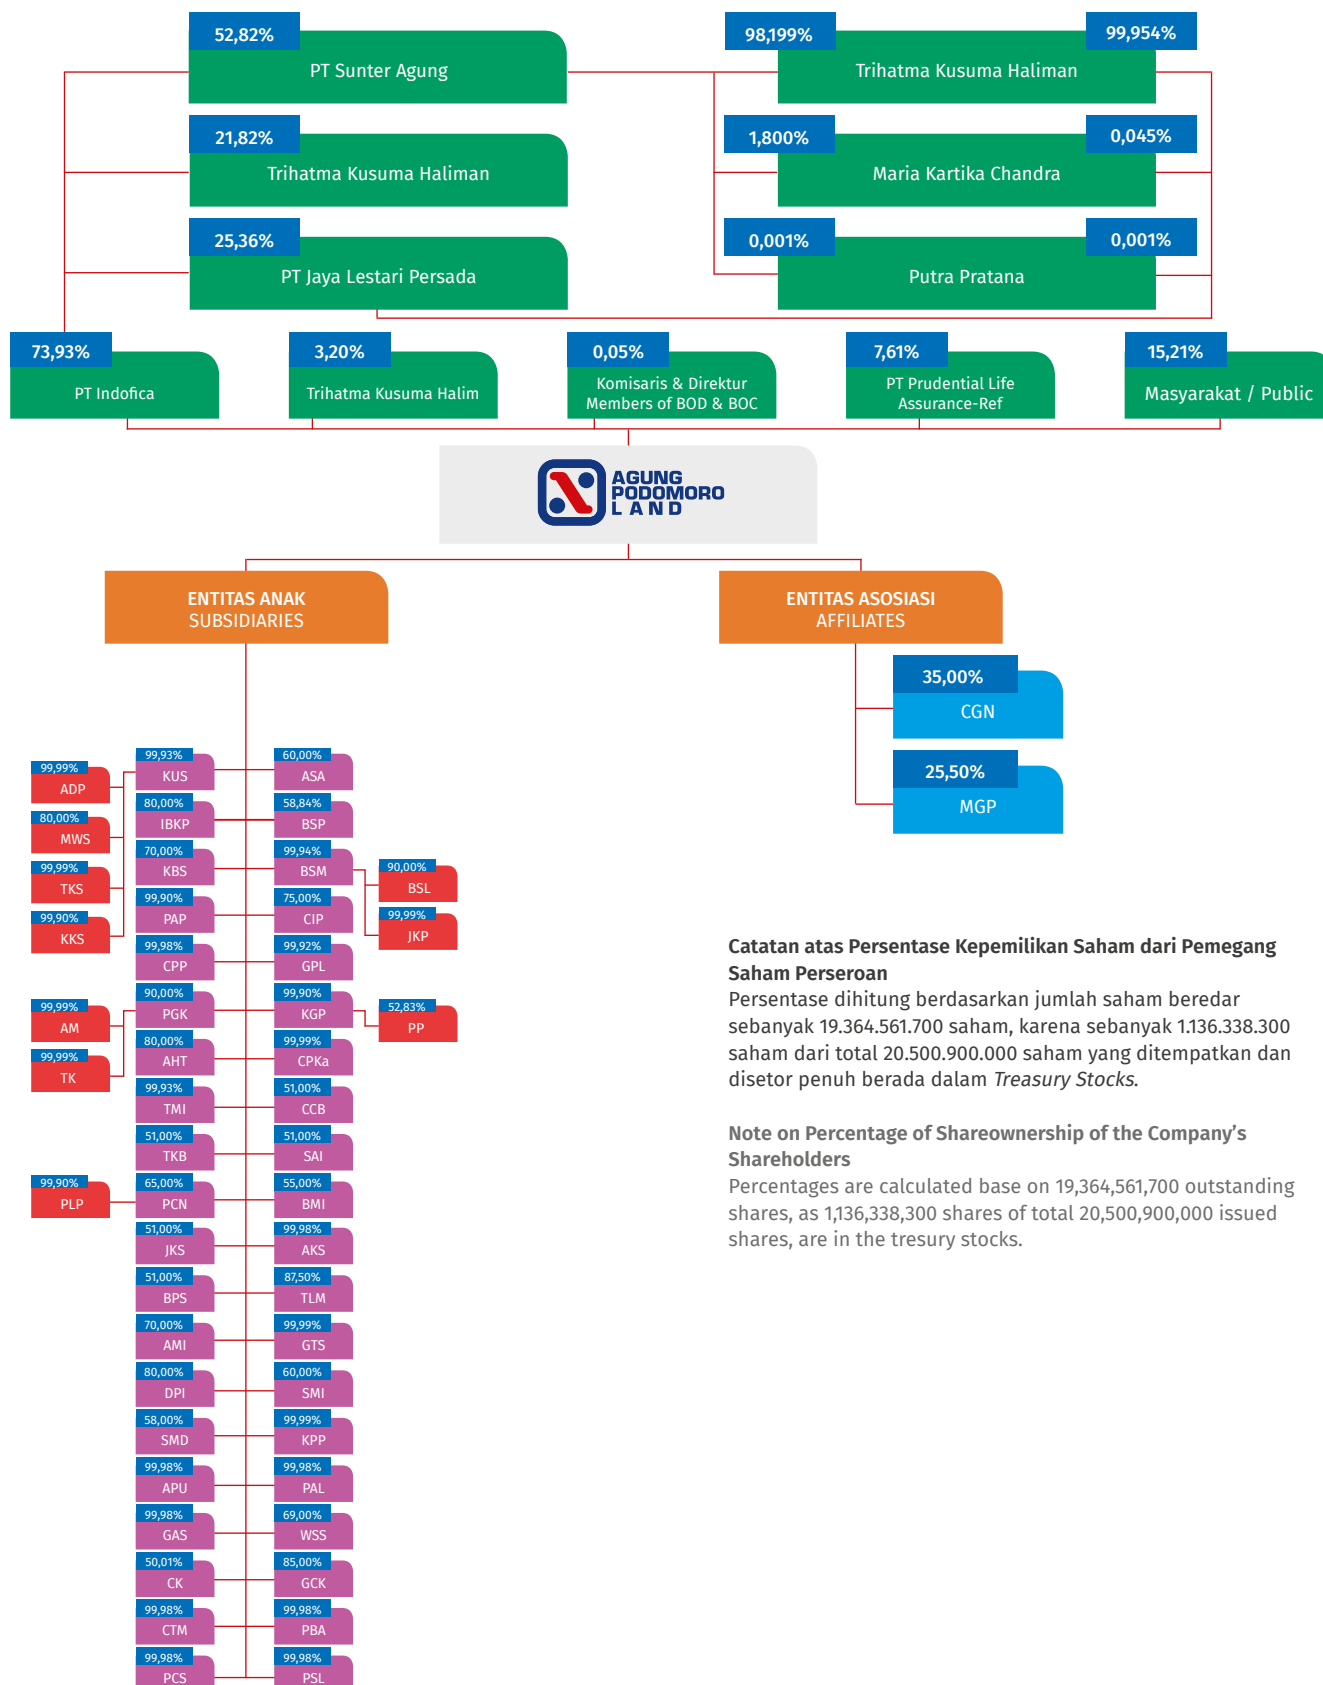 52,82%
PT Sunter Agung
98,199%
99,954%
Trihatma Kusuma Haliman
21,82%
Trihatma Kusuma Haliman
1,800%
0,045%
Maria Kartika Chandra
25,36%
PT Jaya Lestari Persada
0,001%
0,001%
Putra Pratana
73,93%
PT Indofica
3,20%
Trihatma Kusuma Halim
0,05%
Komisaris & Direktur
Members of BOD & BOC
7,61%
PT Prudential Life
Assurance-Ref
15,21%
Masyarakat / Public
AGUNG
PODOMORO
LAND
ENTITAS ANAK
SUBSIDIARIES
ENTITAS ASOSIASI
AFFILIATES
35,00%
CGN
25,50%
MGP
99,99%
ADP
80,00%
MWS
99,99%
TKS
99,90%
KKS
99,99%
AM
99,99%
TK
99,90%
PLP
99,93%
KUS
80,00%
IBKP
70,00%
KBS
99,90%
PAP
99,98%
CPP
90,00%
PGK
80,00%
AHT
99,93%
TMI
51,00%
TKB
65,00%
PCN
51,00%
JKS
51,00%
BPS
70,00%
AMI
80,00%
DPI
58,00%
SMD
99,98%
APU
99,98%
GAS
50,01%
CK
99,98%
CTM
99,98%
PCS
60,00%
ASA
58,84%
BSP
99,94%
BSM
75,00%
CIP
99,92%
GPL
99,90%
KGP
99,99%
CPKa
51,00%
CCB
51,00%
SAI
55,00%
BMI
99,98%
AKS
87,50%
TLM
99,99%
GTS
60,00%
SMI
99,99%
KPP
99,98%
PAL
69,00%
WSS
85,00%
GCK
99,98%
PBA
99,98%
PSL
90,00%
BSL
99,99%
JKP
52,83%
PP
Catatan atas Persentase Kepemilikan Saham dari Pemegang
Saham Perseroan
Persentase dihitung berdasarkan jumlah saham beredar
sebanyak 19.364.561.700 saham, karena sebanyak 1.136.338.300
saham dari total 20.500.900.000 saham yang ditempatkan dan
disetor penuh berada dalam Treasury Stocks.
Note on Percentage of Shareownership of the Company’s
Shareholders
Percentages are calculated base on 19,364,561,700 outstanding
shares, as 1,136,338,300 shares of total 20,500,900,000 issued
shares, are in the tresury stocks.